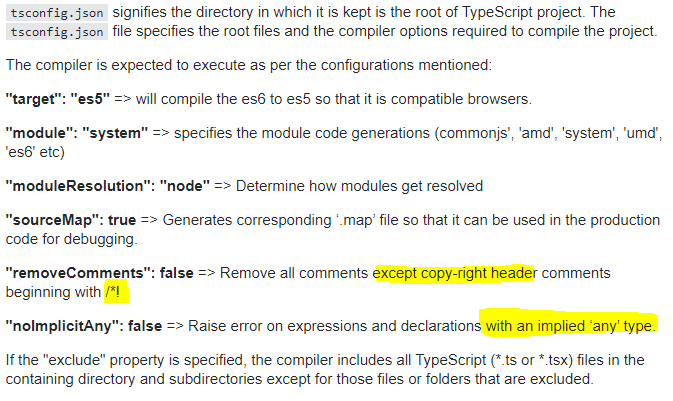 tsconfig.json signifies the directory in which it is kept is the root of TypeScript project. The
tsconfig.json file specifies the root files and the compiler options required to compile the project.
The compiler is expected to execute as per the configurations mentioned:
"target": "es5" => will compile the es6 to es5 so that it is compatible browsers.
"module": "system" => specifies the module code generations (commonjs', 'amd', 'system', 'umd',
'es6' etc)
"moduleResolution": "node" => Determine how modules get resolved
"sourceMap": true => Generates corresponding ‘.map’ file so that it can be used in the production
code for debugging.
"removeComments": false => Remove all comments except copy-right header comments
beginning with /*!
"noImplicitAny": false => Raise error on expressions and declarations with an implied ‘any’ type.
If the "exclude" property is specified, the compiler includes all TypeScript (*.ts or *.tsx) files in the
containing directory and subdirectories except for those files or folders that are excluded.